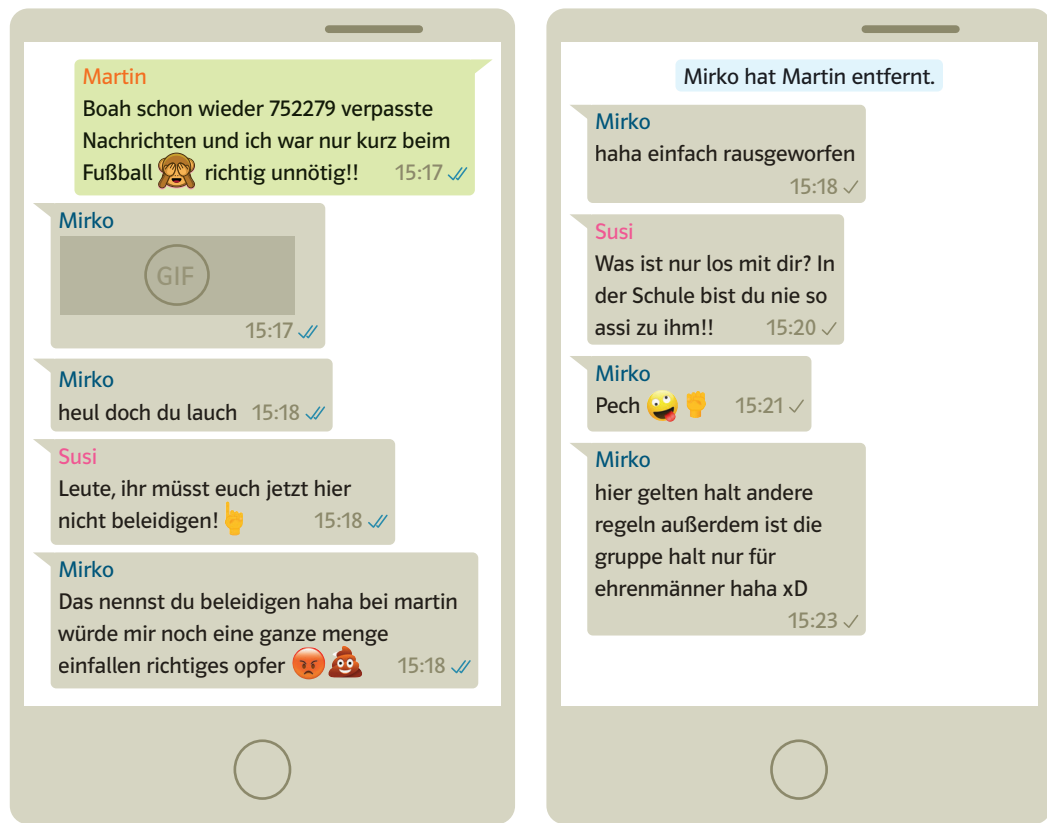 Martin
Boah schon wieder 752279 verpasste
Nachrichten und ich war nur kurz beim
Fußball 🙈 richtig unnötig!! 15:17
Mirko
GIF
15:17
Mirko
heul doch du lauch 15:18
Susi
Leute, ihr müsst euch jetzt hier
nicht beleidigen! ☝️ 15:18
Mirko
Das nennst du beleidigen haha bei martin
würde mir noch eine ganze menge
einfallen richtiges opfer 😡💩 15:18
Mirko hat Martin entfernt.
Mirko
haha einfach rausgeworfen
15:18
Susi
Was ist nur los mit dir? In
der Schule bist du nie so
assi zu ihm!! 15:20
Mirko
Pech 🤪✊ 15:21
Mirko
hier gelten halt andere
regeln außerdem ist die
gruppe halt nur für
ehrenmänner haha xD
15:23